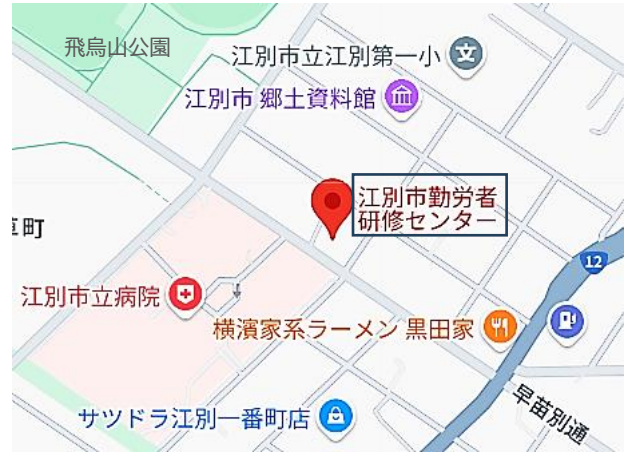 飛烏山公園
江別市立江別第一小
江別市 郷土資料館
江別市勤労者
研修センター
町
12
江別市立病院
横濱家系ラーメン 黒田家
早苗別通
サツドラ江別一番町店